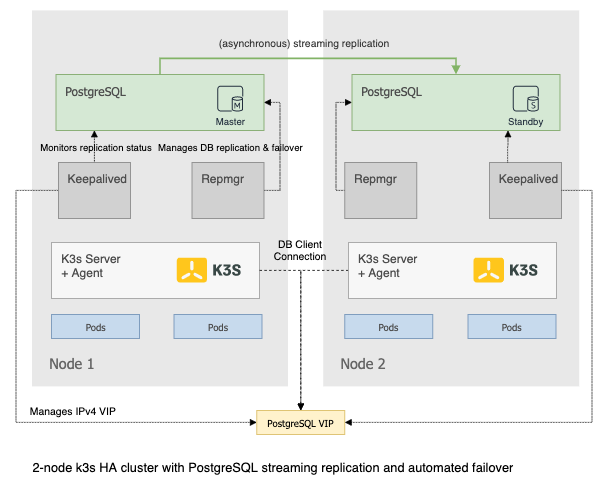 (asynchronous) streaming replication
PostgreSQL
M
Master
PostgreSQL
S
Standby
Monitors replication status
Manages DB replication & failover
Keepalived
Repmgr
Repmgr
Keepalived
K3s Server
+ Agent
K3S
DB Client
Connection
K3s Server
+ Agent
K3S
Pods
Pods
Pods
Pods
Node 1
Node 2
Manages IPv4 VIP
PostgreSQL VIP
2-node k3s HA cluster with PostgreSQL streaming replication and automated failover